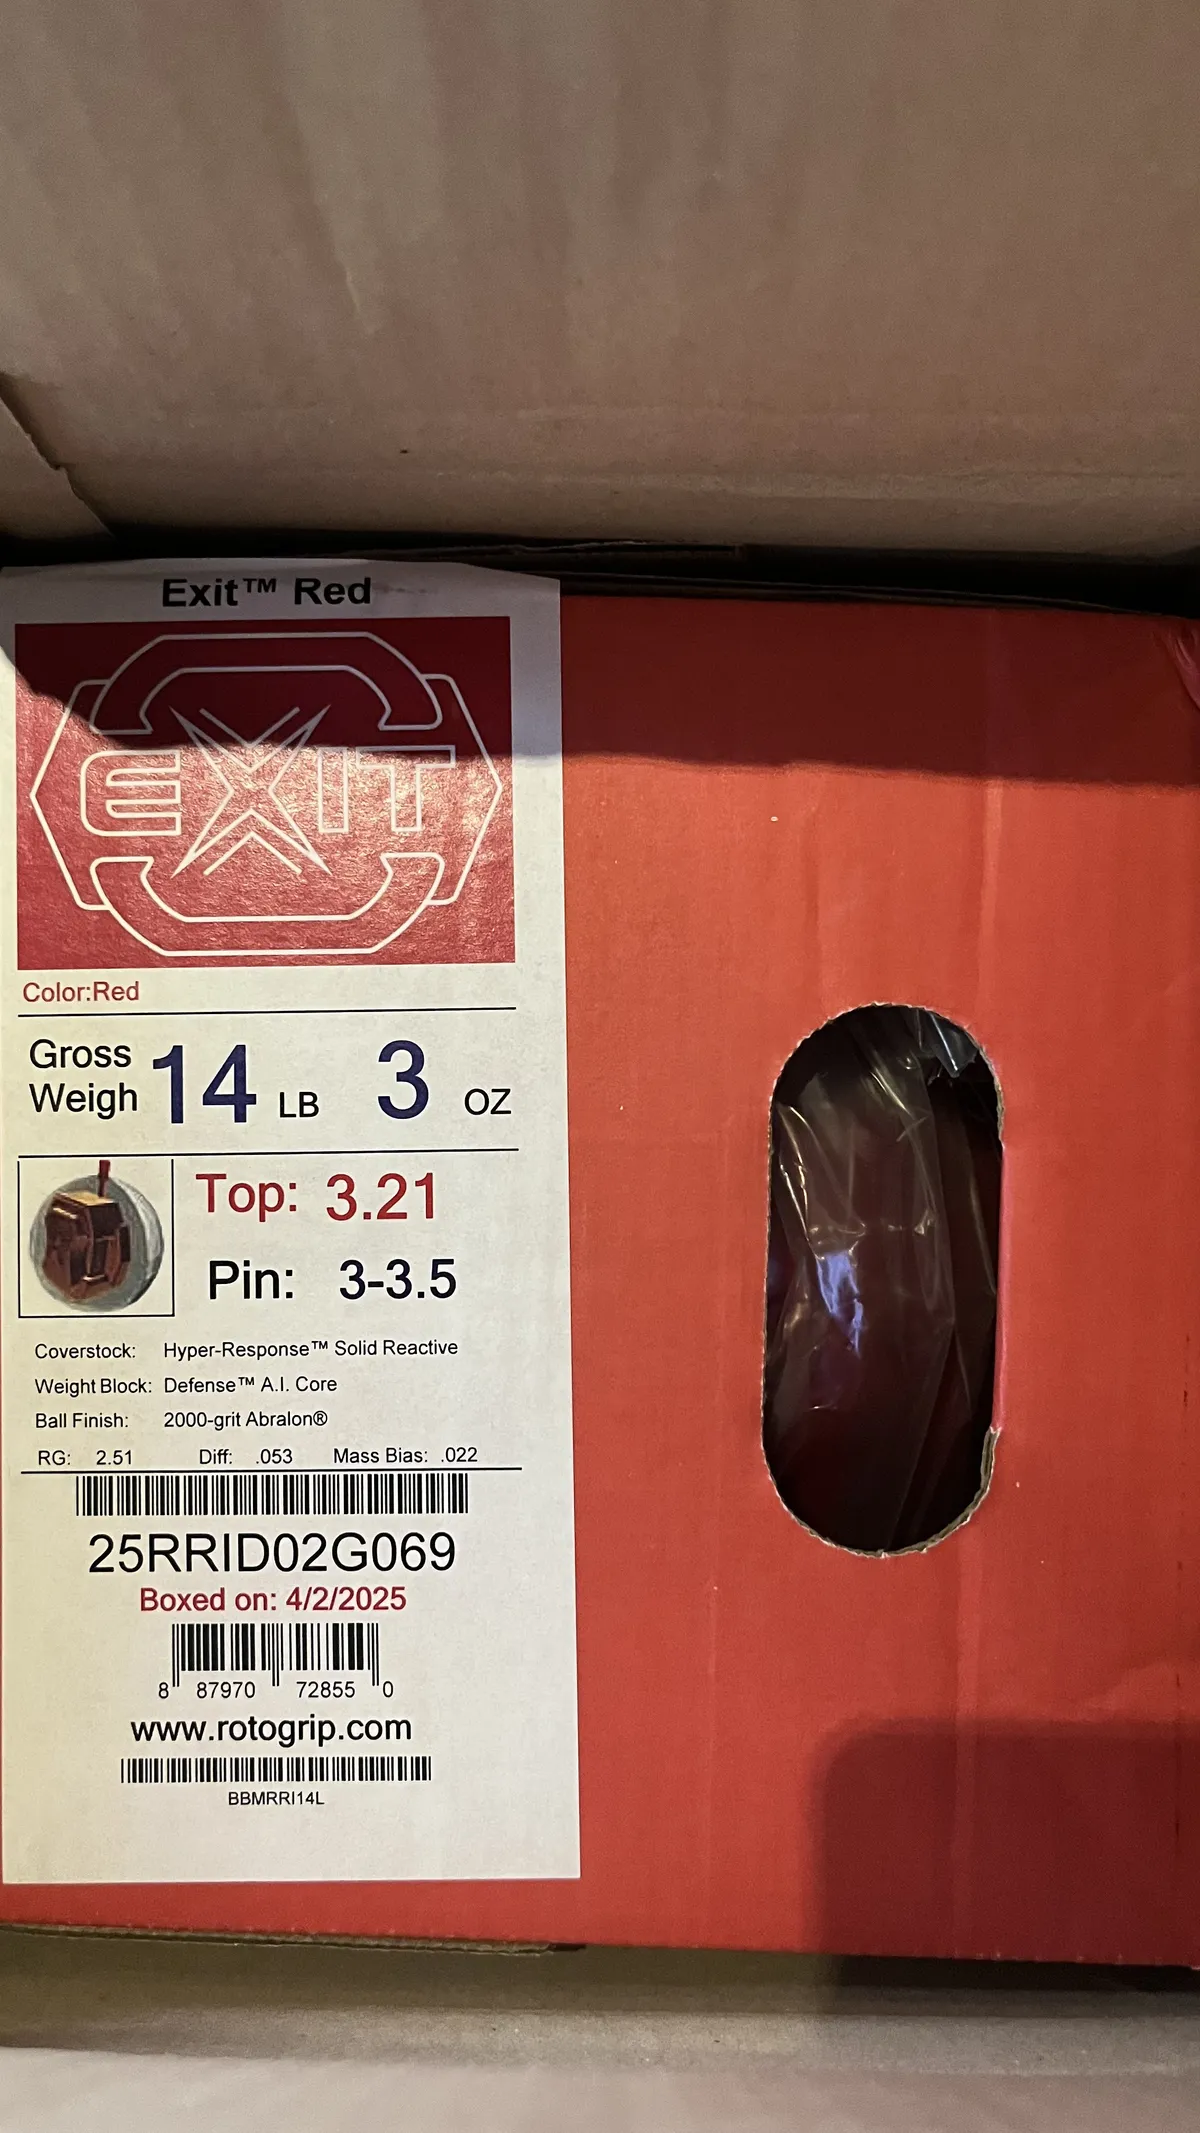 Exit™ Red
EXIT
Color:Red
Gross
Weigh 14 LB 3 OZ
Top: 3.21
Pin: 3-3.5
Coverstock: Hyper-Response™ Solid Reactive
Weight Block: Defense™ A.I. Core
Ball Finish: 2000-grit Abralon®
RG: 2.51 Diff: .053 Mass Bias: .022
25RRID02G069
Boxed on: 4/2/2025
8 87970 72855 0
www.rotogrip.com
BBMRRI14L